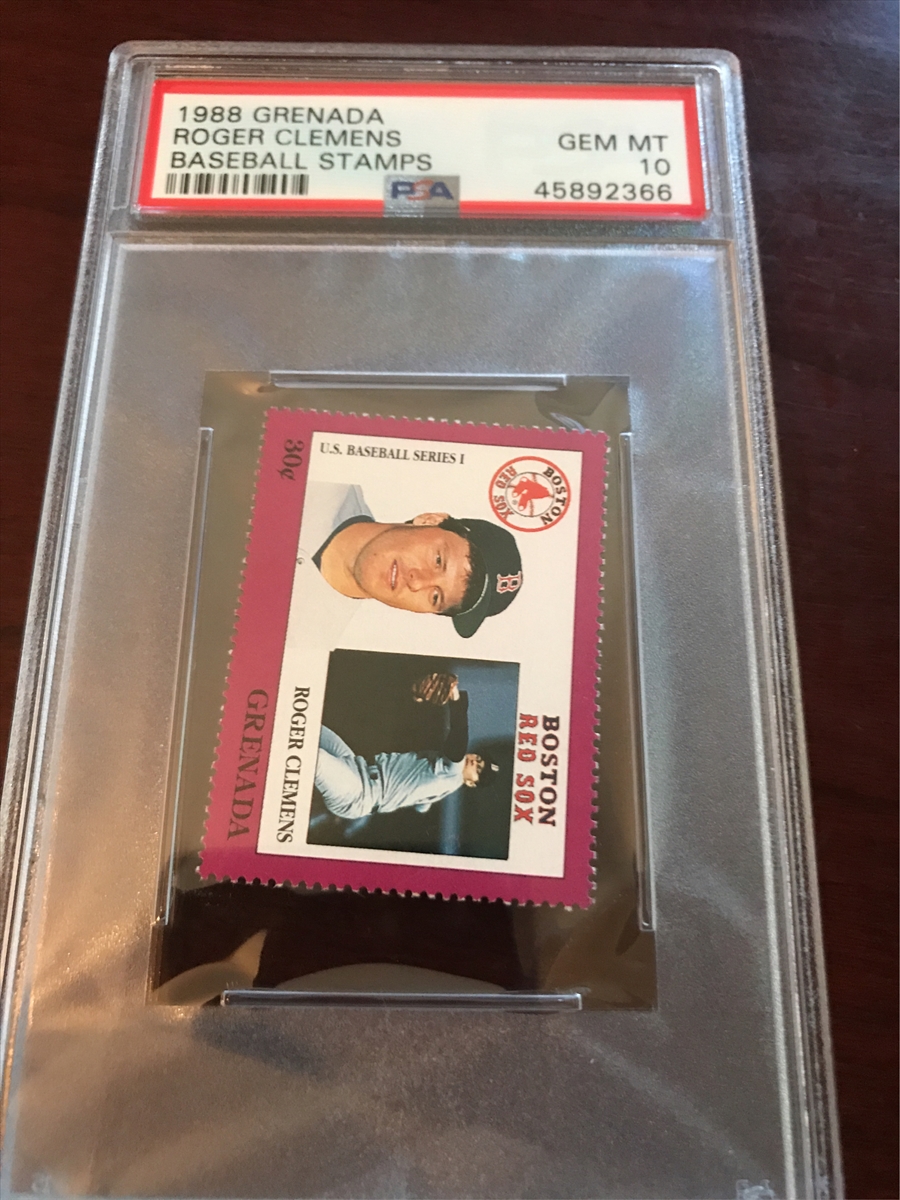 1988 GRENADA
ROGER CLEMENS
BASEBALL STAMPS
GEM MT
10
45892366
PSA
BOSTON
RED SOX
U.S. BASEBALL SERIES I
B
BOSTON
RED SOX
ROGER CLEMENS
30¢
GRENADA